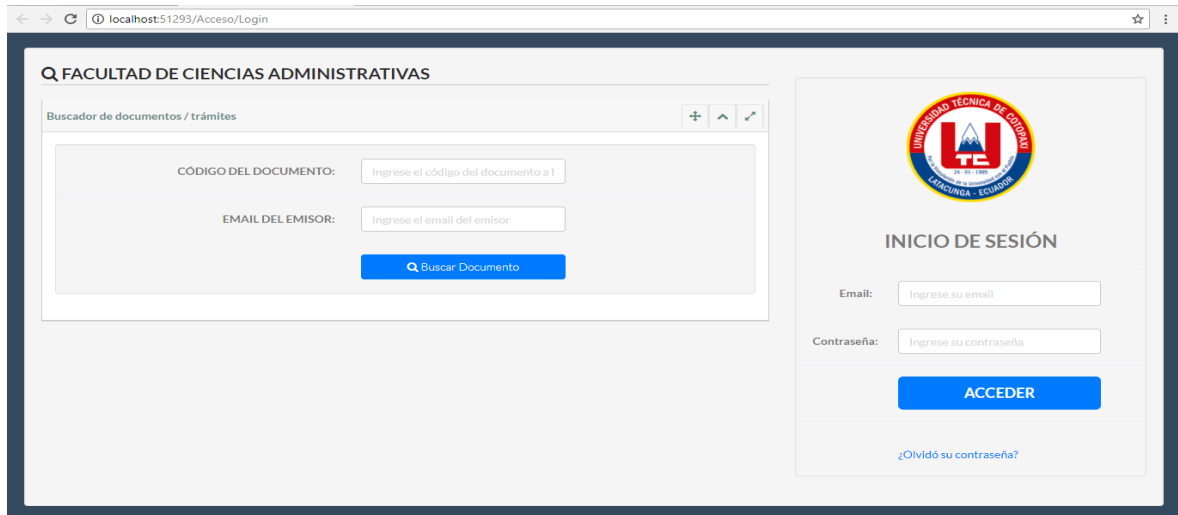 localhost:51293/Acceso/Login
FACULTAD DE CIENCIAS ADMINISTRATIVAS
Buscador de documentos / trámites
CÓDIGO DEL DOCUMENTO:
Ingrese el código del documento a l
EMAIL DEL EMISOR:
Ingrese el email del emisor
Buscar Documento
UNIVERSIDAD TÉCNICA DE COTOPAXI
UTC
24 - 01 - 1995
LATACUNGA - ECUADOR
INICIO DE SESIÓN
Email:
Ingrese su email
Contraseña:
Ingrese su contraseña
ACCEDER
¿Olvidó su contraseña?